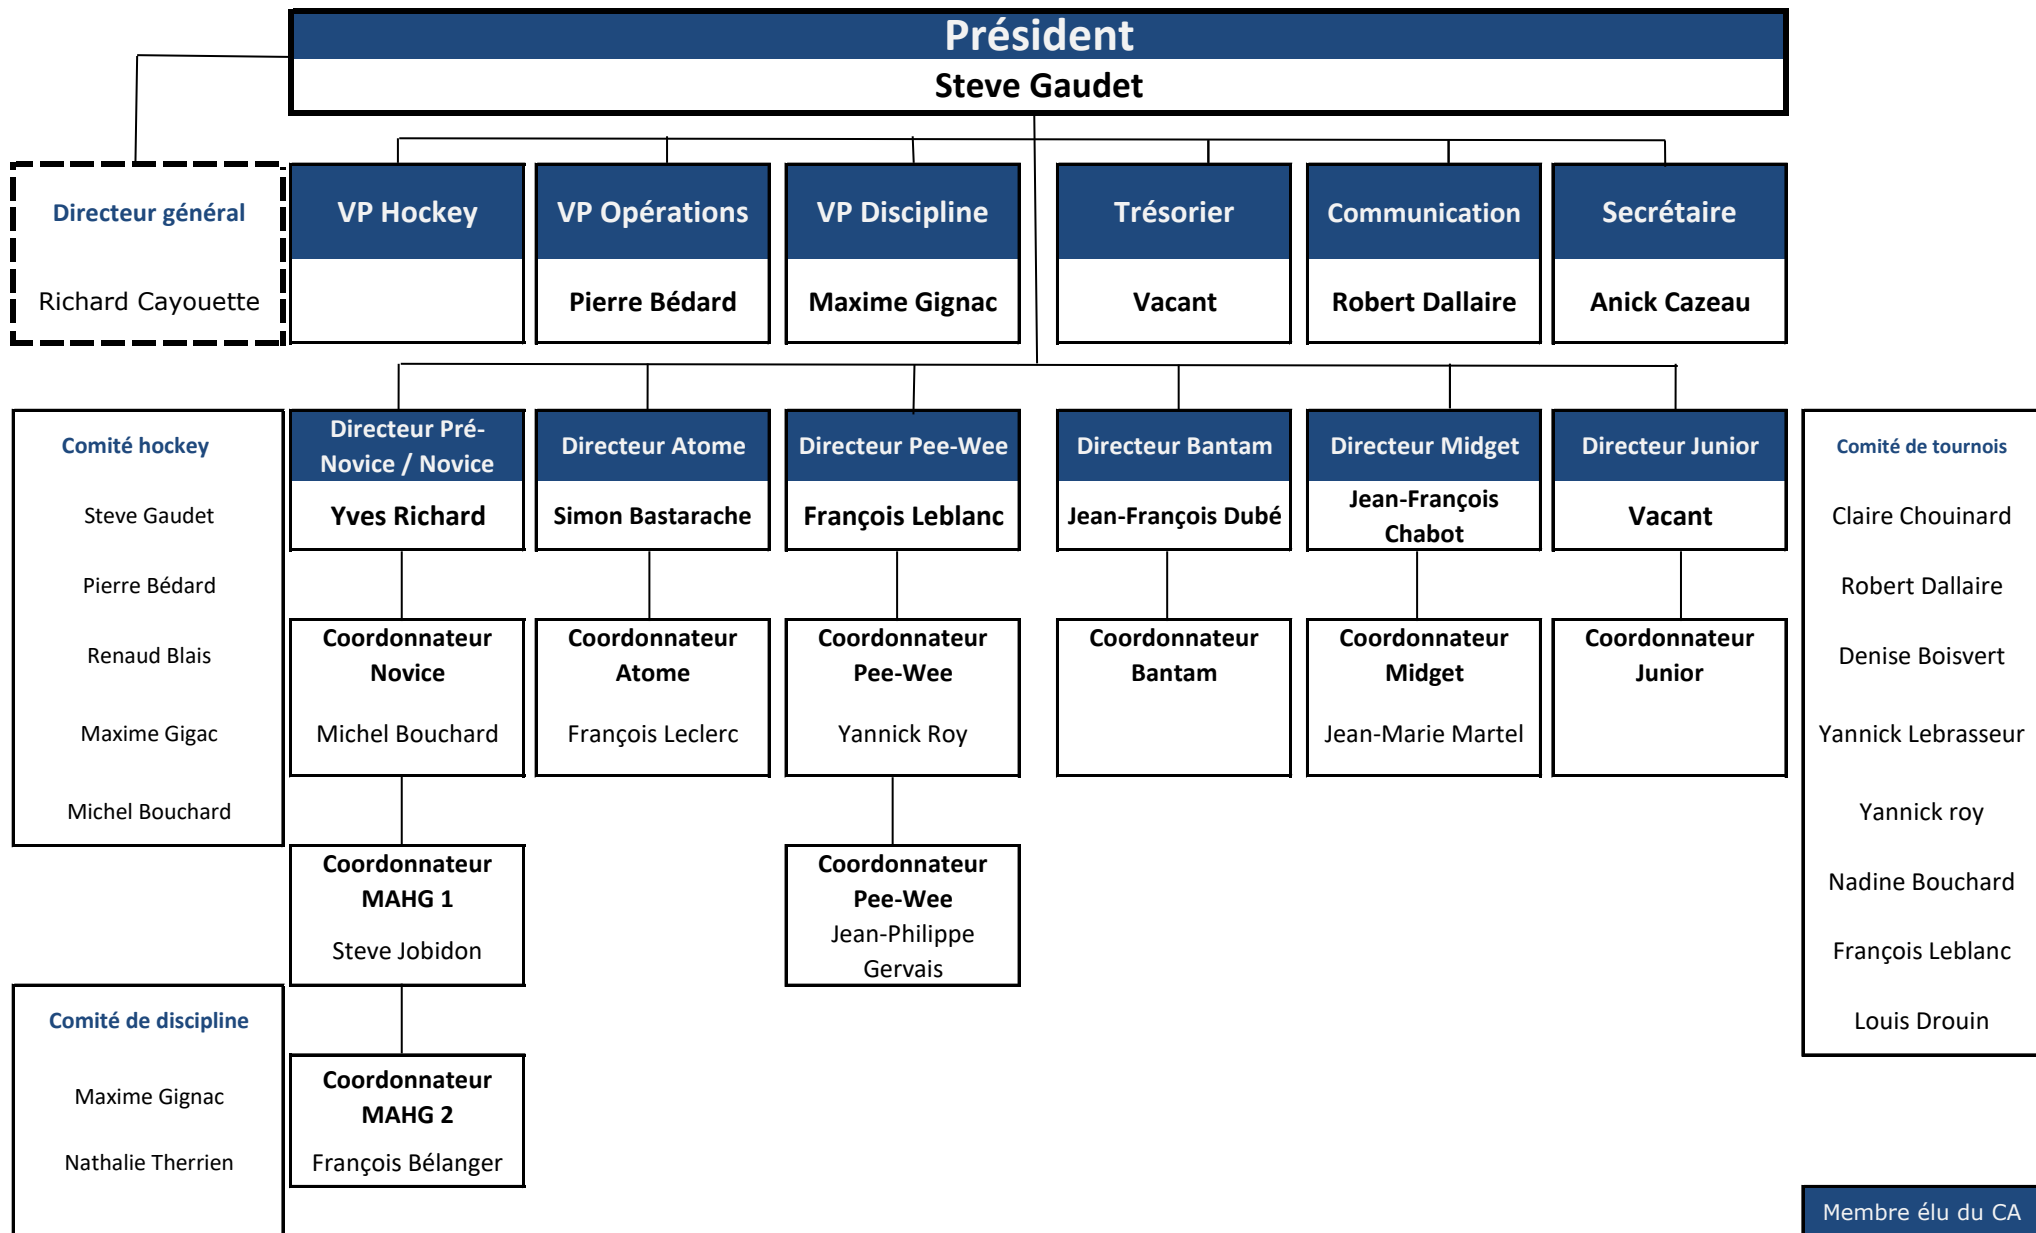 Président
Steve Gaudet
Directeur général
Richard Cayouette
VP Hockey
VP Opérations
Pierre Bédard
VP Discipline
Maxime Gignac
Trésorier
Vacant
Communication
Robert Dallaire
Secrétaire
Anick Cazeau
Comité hockey
Steve Gaudet
Pierre Bédard
Renaud Blais
Maxime Gigac
Michel Bouchard
Directeur Pré-
Novice / Novice
Yves Richard
Directeur Atome
Simon Bastarache
Directeur Pee-Wee
François Leblanc
Directeur Bantam
Jean-François Dubé
Directeur Midget
Jean-François
Chabot
Directeur Junior
Vacant
Coordonnateur
Novice
Michel Bouchard
Coordonnateur
Atome
François Leclerc
Coordonnateur
Pee-Wee
Yannick Roy
Coordonnateur
Bantam
Coordonnateur
Midget
Jean-Marie Martel
Coordonnateur
Junior
Coordonnateur
MAHG 1
Steve Jobidon
Coordonnateur
Pee-Wee
Jean-Philippe
Gervais
Coordonnateur
MAHG 2
François Bélanger
Comité de tournois
Claire Chouinard
Robert Dallaire
Denise Boisvert
Yannick Lebrasseur
Yannick roy
Nadine Bouchard
François Leblanc
Louis Drouin
Comité de discipline
Maxime Gignac
Nathalie Therrien
Membre élu du CA